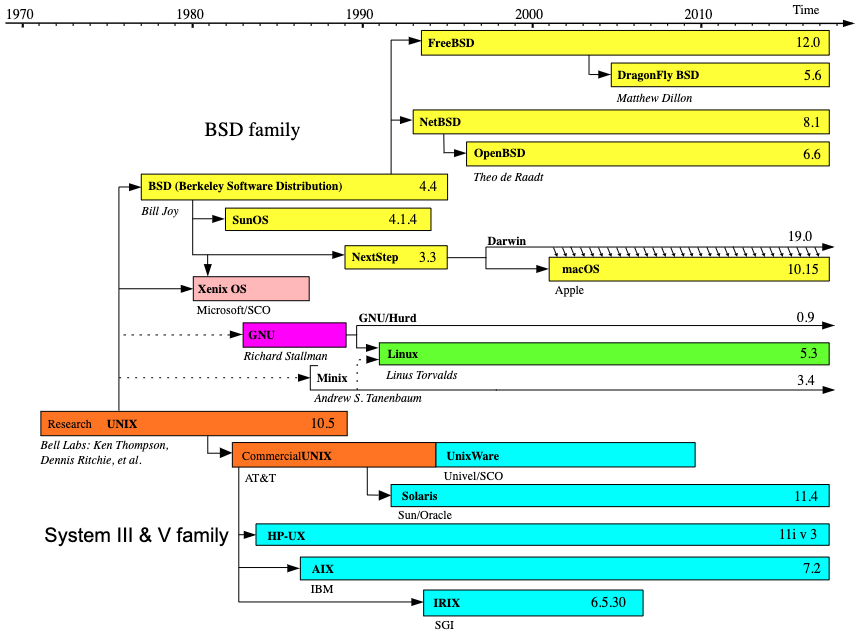 1970 1980 1990 2000 2010 Time
FreeBSD 12.0
DragonFly BSD 5.6
Matthew Dillon
BSD family
NetBSD 8.1
OpenBSD 6.6
Theo de Raadt
BSD (Berkeley Software Distribution) 4.4
Bill Joy
SunOS 4.1.4
Darwin 19.0
NextStep 3.3
macOS 10.15
Apple
Xenix OS
Microsoft/SCO
GNU/Hurd 0.9
GNU
Richard Stallman
Linux 5.3
Linus Torvalds
Minix 3.4
Andrew S. Tanenbaum
Research UNIX 10.5
Bell Labs: Ken Thompson,
Dennis Ritchie, et al.
CommercialUNIX UnixWare
AT&T Univel/SCO
Solaris 11.4
Sun/Oracle
System III & V family
HP-UX 11i v 3
AIX 7.2
IBM
IRIX 6.5.30
SGI